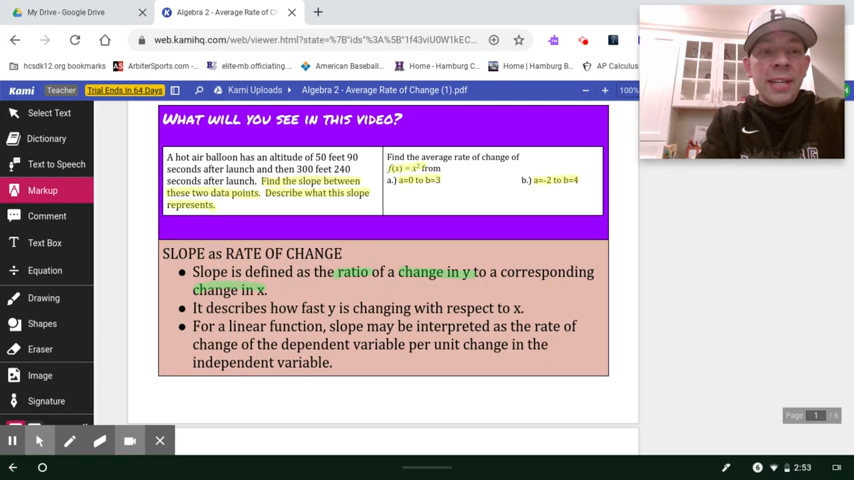 My Drive - Google Drive
Algebra 2 - Average Rate of Ch
web.kamihq.com/web/viewer.html?state=%7B"ids"%3A%5B"1f43viU0W1kEC...
hcsdk12.org bookmarks
ArbiterSports.com -...
elite-mb.officiating...
American Baseball...
Home - Hamburg C...
Home | Hamburg B...
AP Calculus
Kami
Teacher
Trial Ends In 64 Days
Kami Uploads
Algebra 2 - Average Rate of Change (1).pdf
100%
Select Text
Dictionary
Text to Speech
Markup
Comment
Text Box
Equation
Drawing
Shapes
Eraser
Image
Signature
WHAT WILL YOU SEE IN THIS VIDEO?
A hot air balloon has an altitude of 50 feet 90
seconds after launch and then 300 feet 240
seconds after launch. Find the slope between
these two data points. Describe what this slope
represents.
Find the average rate of change of
f(x) = x² from
a.) a=0 to b=3 b.) a=-2 to b=4
SLOPE as RATE OF CHANGE
● Slope is defined as the ratio of a change in y to a corresponding
change in x.
● It describes how fast y is changing with respect to x.
● For a linear function, slope may be interpreted as the rate of
change of the dependent variable per unit change in the
independent variable.
Page 1 / 6
H
6 2:53